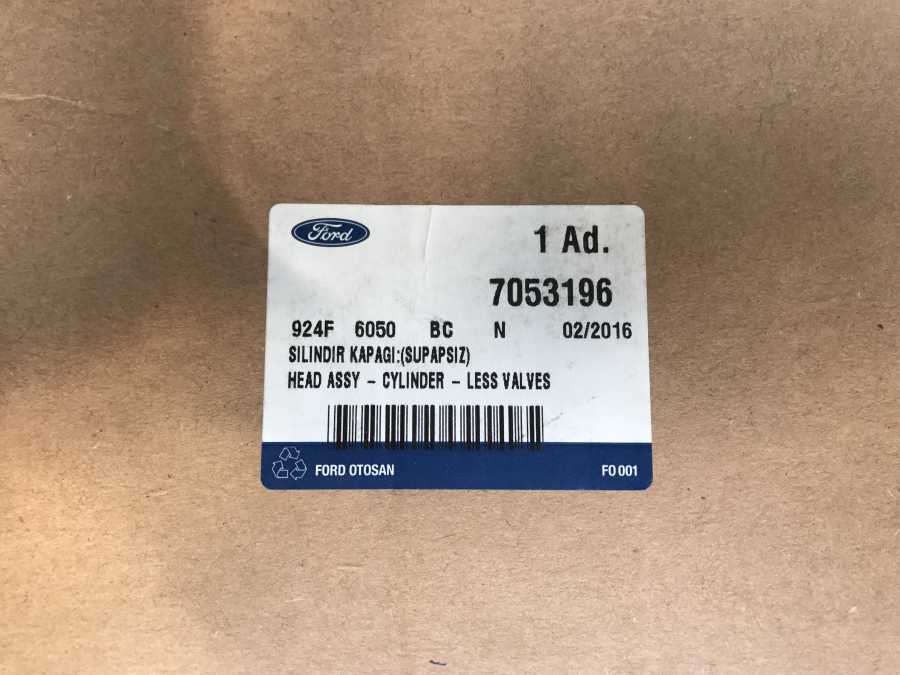 Ford
1 Ad.
7053196
924F 6050 BC N 02/2016
SILINDIR KAPAGI:(SUPAPSIZ)
HEAD ASSY - CYLINDER - LESS VALVES
FORD OTOSAN FO 001